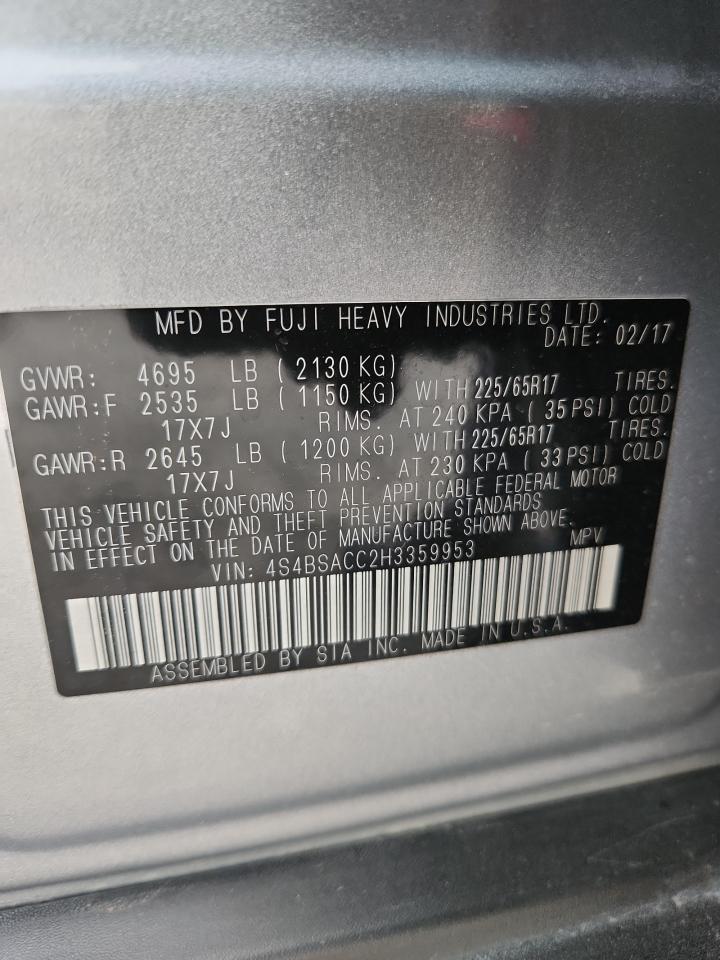 MFD BY FUJI HEAVY INDUSTRIES LTD.
DATE: 02/17
GVWR: 4695 LB ( 2130 KG)
GAWR:F 2535 LB ( 1150 KG) WITH 225/65R17 TIRES.
17X7J RIMS. AT 240 KPA ( 35 PSI) COLD
GAWR:R 2645 LB ( 1200 KG) WITH 225/65R17 TIRES.
17X7J RIMS. AT 230 KPA ( 33 PSI) COLD
THIS VEHICLE CONFORMS TO ALL APPLICABLE FEDERAL MOTOR
VEHICLE SAFETY AND THEFT PREVENTION STANDARDS
IN EFFECT ON THE DATE OF MANUFACTURE SHOWN ABOVE.
VIN: 4S4BSACC2H3359953 MPV
ASSEMBLED BY SIA INC. MADE IN U.S.A.